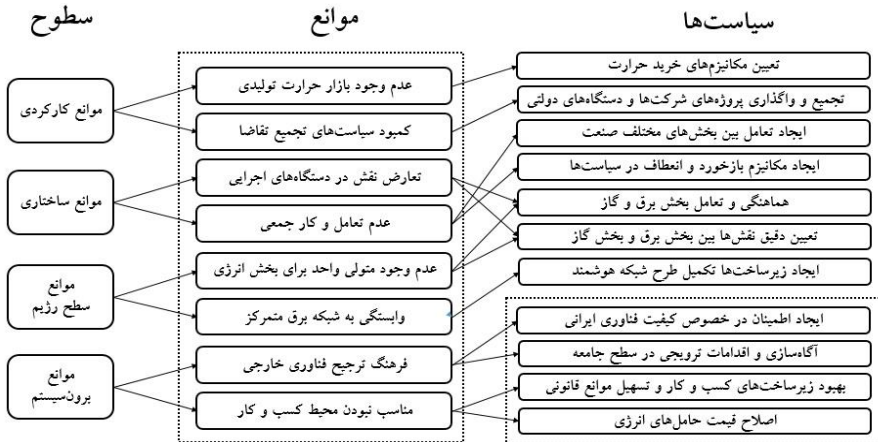 سطوح
موانع
سیاست‌ها
موانع کارکردی
موانع ساختاری
موانع
سطح رژیم
موانع
برون‌سیستم
عدم وجود بازار حرارت تولیدی
کمبود سیاست‌های تجمیع تقاضا
تعارض نقش در دستگاه‌های اجرایی
عدم تعامل و کار جمعی
عدم وجود متولی واحد برای بخش انرژی
وابستگی به شبکه برق متمرکز
فرهنگ ترجیح فناوری خارجی
مناسب نبودن محیط کسب و کار
تعیین مکانیزم‌های خرید حرارت
تجمیع و واگذاری پروژه‌های شرکت‌ها و دستگاه‌های دولتی
ایجاد تعامل بین بخش‌های مختلف صنعت
ایجاد مکانیزم بازخورد و انعطاف در سیاست‌ها
هماهنگی و تعامل بخش برق و گاز
تعیین دقیق نقش‌ها بین بخش برق و بخش گاز
ایجاد زیرساخت‌ها تکمیل طرح شبکه هوشمند
ایجاد اطمینان در خصوص کیفیت فناوری ایرانی
آگاه‌سازی و اقدامات ترویجی در سطح جامعه
بهبود زیرساخت‌های کسب و کار و تسهیل موانع قانونی
اصلاح قیمت حامل‌های انرژی